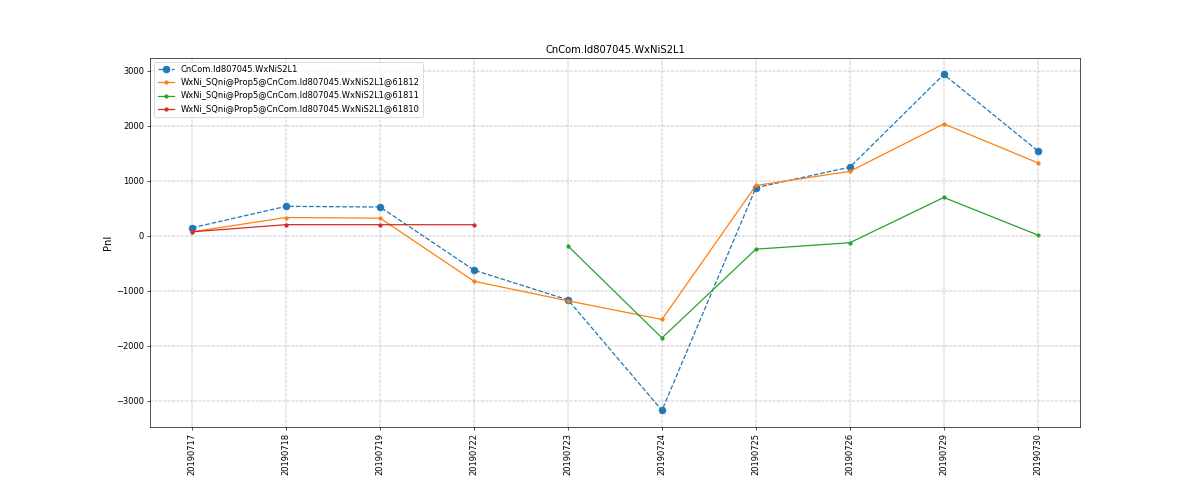 CnCom.Id807045.WxNiS2L1
CnCom.Id807045.WxNiS2L1
WxNi_SQni@Prop5@CnCom.Id807045.WxNiS2L1@61812
WxNi_SQni@Prop5@CnCom.Id807045.WxNiS2L1@61811
WxNi_SQni@Prop5@CnCom.Id807045.WxNiS2L1@61810
3000
2000
1000
0
−1000
−2000
−3000
Pnl
20190717
20190718
20190719
20190722
20190723
20190724
20190725
20190726
20190729
20190730